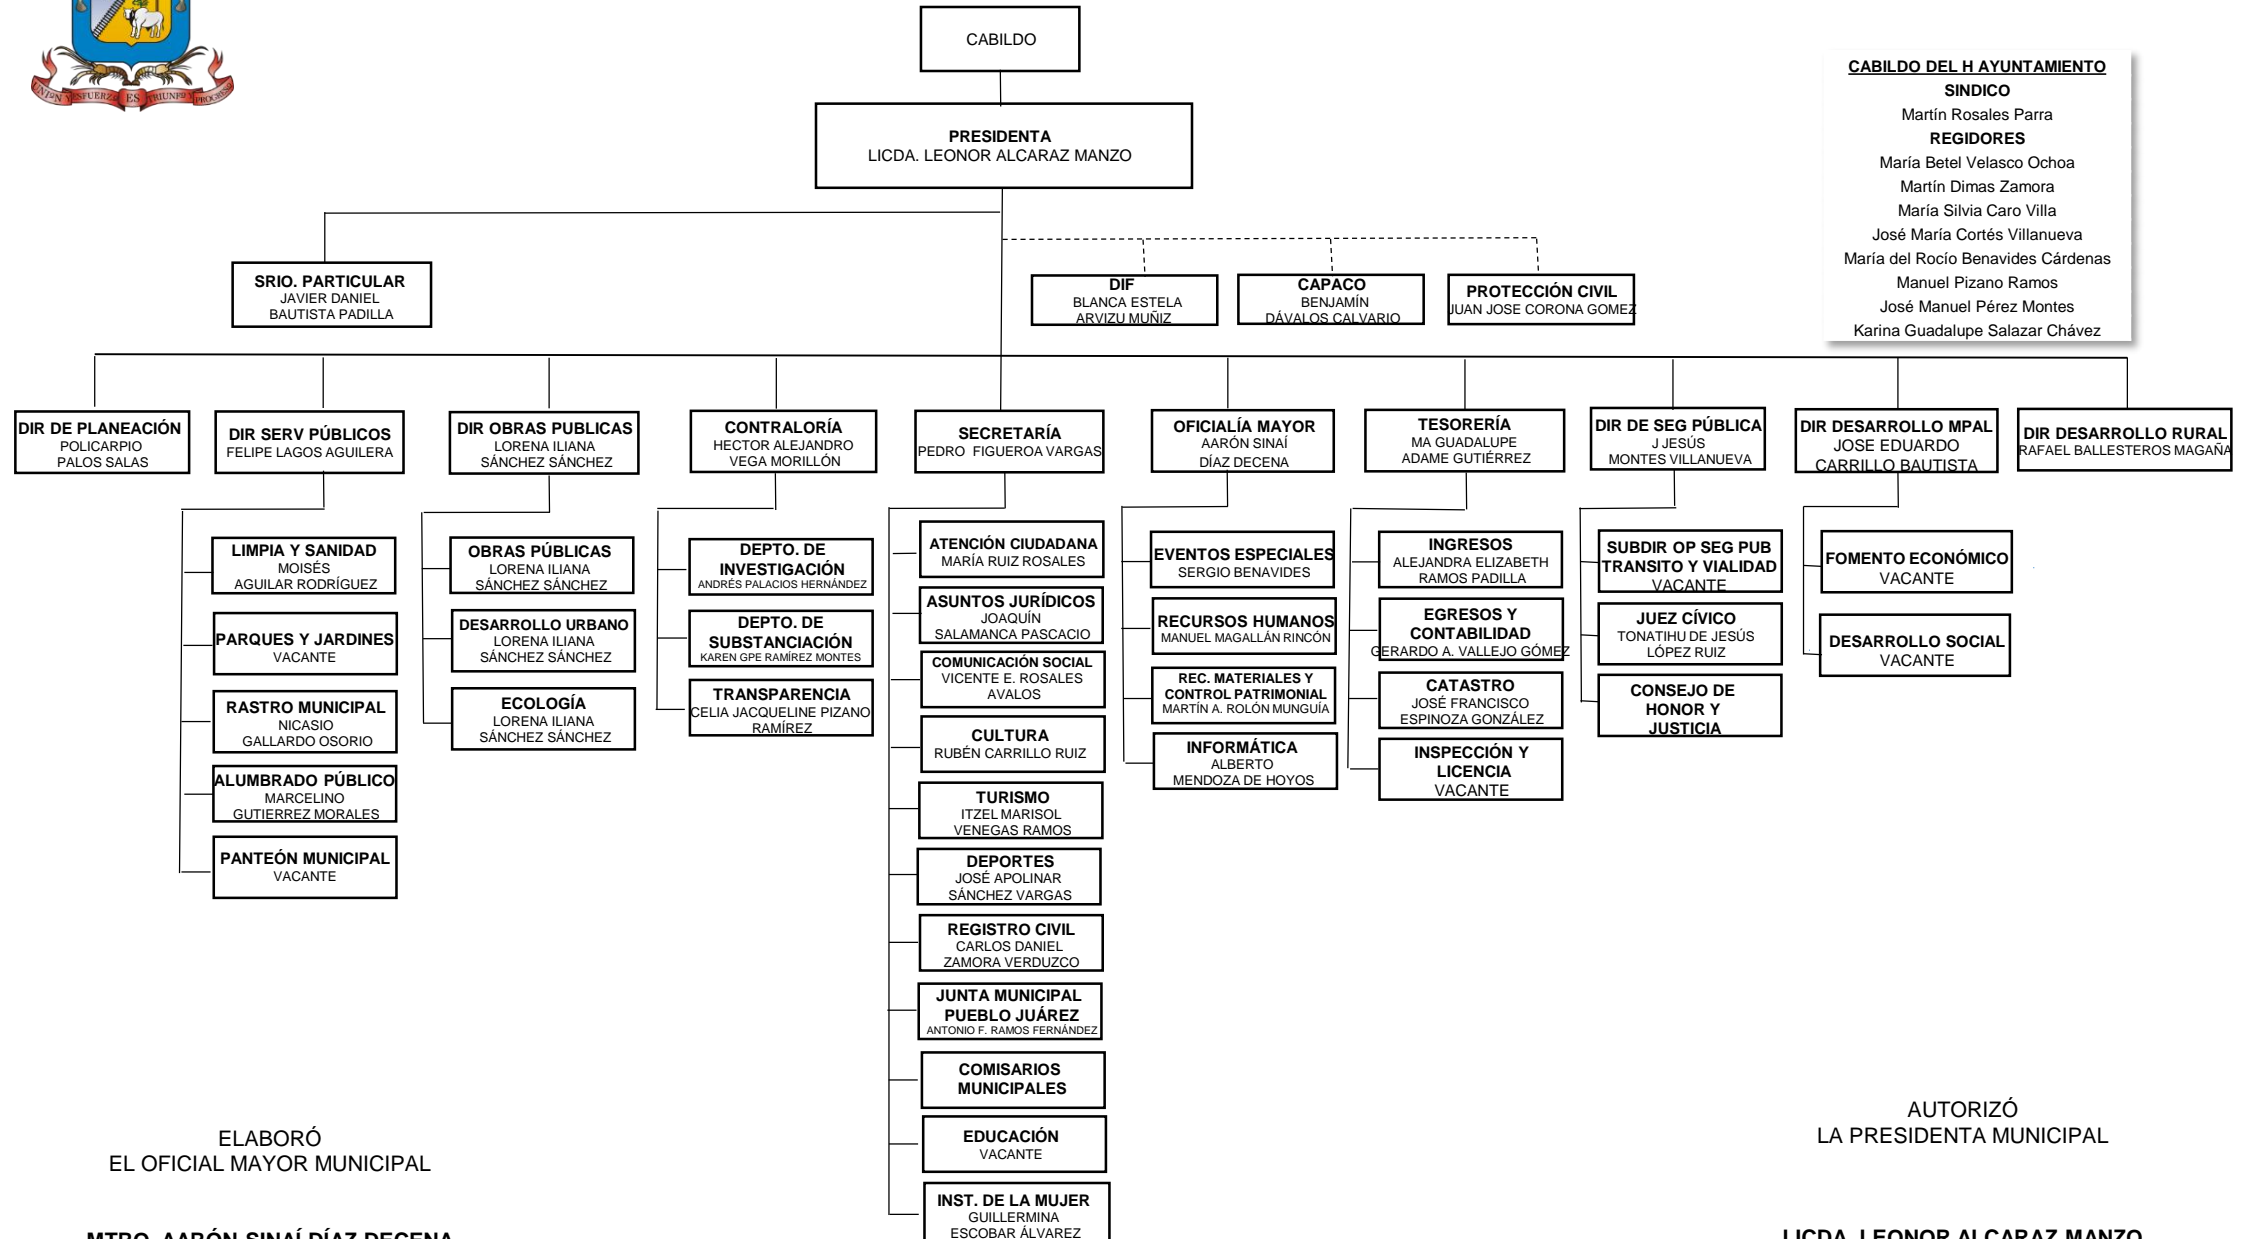 UNIÓN Y ESFUERZO ES TRIUNFO Y PROGRESO
CABILDO
PRESIDENTA
LICDA. LEONOR ALCARAZ MANZO
CABILDO DEL H AYUNTAMIENTO
SINDICO
Martín Rosales Parra
REGIDORES
María Betel Velasco Ochoa
Martín Dimas Zamora
María Silvia Caro Villa
José María Cortés Villanueva
María del Rocío Benavides Cárdenas
Manuel Pizano Ramos
José Manuel Pérez Montes
Karina Guadalupe Salazar Chávez
SRIO. PARTICULAR
JAVIER DANIEL
BAUTISTA PADILLA
DIF
BLANCA ESTELA
ARVIZU MUÑIZ
CAPACO
BENJAMÍN
DÁVALOS CALVARIO
PROTECCIÓN CIVIL
JUAN JOSE CORONA GOMEZ
DIR DE PLANEACIÓN
POLICARPIO
PALOS SALAS
DIR SERV PÚBLICOS
FELIPE LAGOS AGUILERA
DIR OBRAS PUBLICAS
LORENA ILIANA
SÁNCHEZ SÁNCHEZ
CONTRALORÍA
HECTOR ALEJANDRO
VEGA MORILLÓN
SECRETARÍA
PEDRO FIGUEROA VARGAS
OFICIALÍA MAYOR
AARÓN SINAÍ
DÍAZ DECENA
TESORERÍA
MA GUADALUPE
ADAME GUTIÉRREZ
DIR DE SEG PÚBLICA
J JESÚS
MONTES VILLANUEVA
DIR DESARROLLO MPAL
JOSE EDUARDO
CARRILLO BAUTISTA
DIR DESARROLLO RURAL
RAFAEL BALLESTEROS MAGAÑA
LIMPIA Y SANIDAD
MOISÉS
AGUILAR RODRÍGUEZ
PARQUES Y JARDINES
VACANTE
RASTRO MUNICIPAL
NICASIO
GALLARDO OSORIO
ALUMBRADO PÚBLICO
MARCELINO
GUTIERREZ MORALES
PANTEÓN MUNICIPAL
VACANTE
OBRAS PÚBLICAS
LORENA ILIANA
SÁNCHEZ SÁNCHEZ
DESARROLLO URBANO
LORENA ILIANA
SÁNCHEZ SÁNCHEZ
ECOLOGÍA
LORENA ILIANA
SÁNCHEZ SÁNCHEZ
DEPTO. DE
INVESTIGACIÓN
ANDRÉS PALACIOS HERNÁNDEZ
DEPTO. DE
SUBSTANCIACIÓN
KAREN GPE RAMÍREZ MONTES
TRANSPARENCIA
CELIA JACQUELINE PIZANO
RAMÍREZ
ATENCIÓN CIUDADANA
MARÍA RUIZ ROSALES
ASUNTOS JURÍDICOS
JOAQUÍN
SALAMANCA PASCACIO
COMUNICACIÓN SOCIAL
VICENTE E. ROSALES
AVALOS
CULTURA
RUBÉN CARRILLO RUIZ
TURISMO
ITZEL MARISOL
VENEGAS RAMOS
DEPORTES
JOSÉ APOLINAR
SÁNCHEZ VARGAS
REGISTRO CIVIL
CARLOS DANIEL
ZAMORA VERDUZCO
JUNTA MUNICIPAL
PUEBLO JUÁREZ
ANTONIO F. RAMOS FERNÁNDEZ
COMISARIOS
MUNICIPALES
EDUCACIÓN
VACANTE
INST. DE LA MUJER
GUILLERMINA
ESCOBAR ÁLVAREZ
EVENTOS ESPECIALES
SERGIO BENAVIDES
RECURSOS HUMANOS
MANUEL MAGALLÁN RINCÓN
REC. MATERIALES Y
CONTROL PATRIMONIAL
MARTÍN A. ROLÓN MUNGUÍA
INFORMÁTICA
ALBERTO
MENDOZA DE HOYOS
INGRESOS
ALEJANDRA ELIZABETH
RAMOS PADILLA
EGRESOS Y
CONTABILIDAD
GERARDO A. VALLEJO GÓMEZ
CATASTRO
JOSÉ FRANCISCO
ESPINOZA GONZÁLEZ
INSPECCIÓN Y
LICENCIA
VACANTE
SUBDIR OP SEG PUB
TRANSITO Y VIALIDAD
VACANTE
JUEZ CÍVICO
TONATIHU DE JESÚS
LÓPEZ RUIZ
CONSEJO DE
HONOR Y
JUSTICIA
FOMENTO ECONÓMICO
VACANTE
DESARROLLO SOCIAL
VACANTE
ELABORÓ
EL OFICIAL MAYOR MUNICIPAL
MTRO. AARÓN SINAÍ DÍAZ DECENA
AUTORIZÓ
LA PRESIDENTA MUNICIPAL
LICDA. LEONOR ALCARAZ MANZO